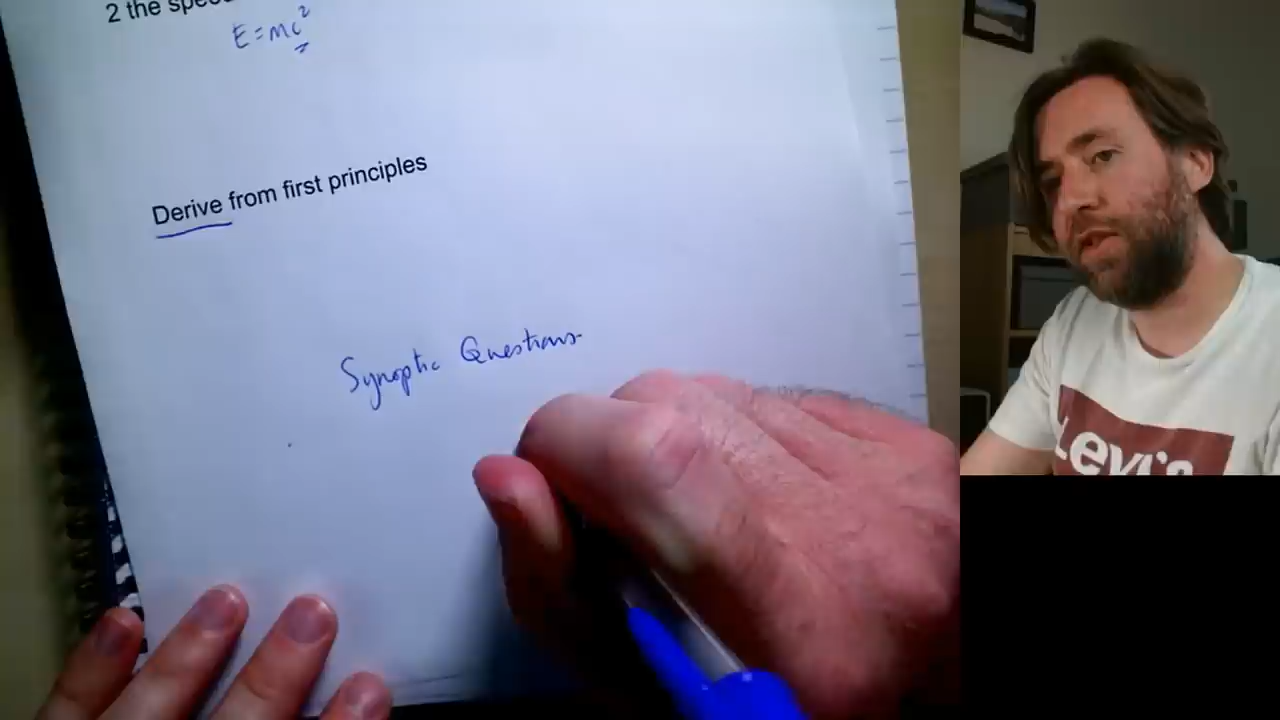 2 the spee
E=mc²
Derive from first principles
Synoptic Questions
Levi's